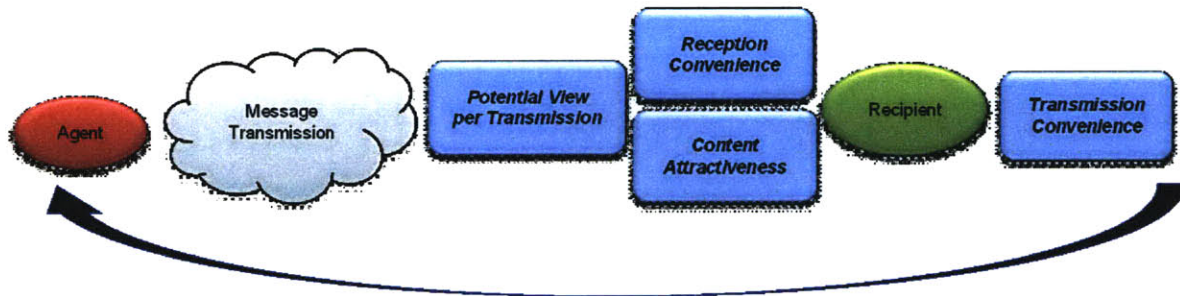 Agent
Message
Transmission
Potential View
per Transmission
Reception
Convenience
Content
Attractiveness
Recipient
Transmission
Convenience